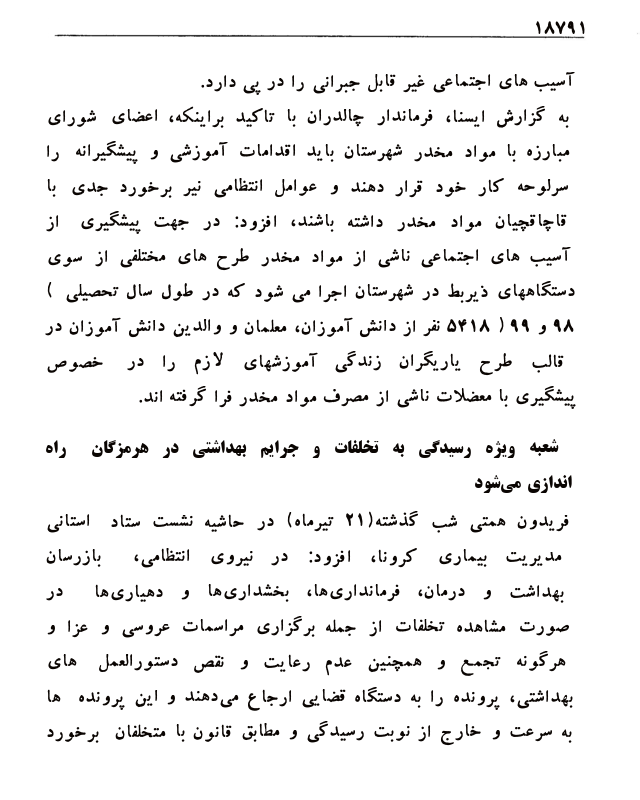 ۱۸۷۹۱
آسیب های اجتماعی غیر قابل جبرانی را در پی دارد.
به گزارش ایسنا، فرماندار چالدران با تاکید براینکه، اعضای شورای
مبارزه با مواد مخدر شهرستان باید اقدامات آموزشی و پیشگیرانه را
سرلوحه کار خود قرار دهند و عوامل انتظامی نیر برخورد جدی با
قاچاقچیان مواد مخدر داشته باشند، افزود: در جهت پیشگیری از
آسیب های اجتماعی ناشی از مواد مخدر طرح های مختلفی از سوی
دستگاههای ذیربط در شهرستان اجرا می شود که در طول سال تحصیلی )
۹۸ و ۹۹ ( ۵۴۱۸ نفر از دانش آموزان، معلمان و والدین دانش آموزان در
قالب طرح یاریگران زندگی آموزشهای لازم را در خصوص
پیشگیری با معضلات ناشی از مصرف مواد مخدر فرا گرفته اند.
شعبه ویژه رسیدگی به تخلفات و جرایم بهداشتی در هرمزگان راه
اندازی می‌شود
فریدون همتی شب گذشته(۲۱ تیرماه) در حاشیه نشست ستاد استانی
مدیریت بیماری کرونا، افزود: در نیروی انتظامی، بازرسان
بهداشت و درمان، فرمانداری‌ها، بخشداری‌ها و دهیاری‌ها در
صورت مشاهده تخلفات از جمله برگزاری مراسمات عروسی و عزا و
هرگونه تجمع و همچنین عدم رعایت و نقص دستورالعمل های
بهداشتی، پرونده را به دستگاه قضایی ارجاع می‌دهند و این پرونده ها
به سرعت و خارج از نوبت رسیدگی و مطابق قانون با متخلفان برخورد